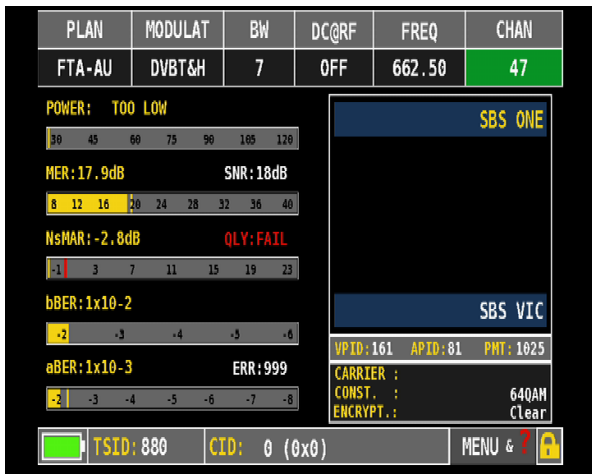 PLAN MODULAT BW DC@RF FREQ CHAN
FTA-AU DVBT&H 7 OFF 662.50 47
POWER: TOO LOW
30 45 60 75 90 105 120
MER:17.9dB SNR:18dB
8 12 16 20 24 28 32 36 40
NsMAR:-2.8dB QLY:FAIL
-1 3 7 11 15 19 23
bBER:1x10-2
-2 -3 -4 -5 -6
aBER:1x10-3 ERR:999
-2 -3 -4 -5 -6 -7 -8
SBS ONE
SBS VIC
VPID:161 APID:81 PMT:1025
CARRIER :
CONST. : 64QAM
ENCRYPT.: Clear
TSID:880 CID: 0 (0x0) MENU & ?